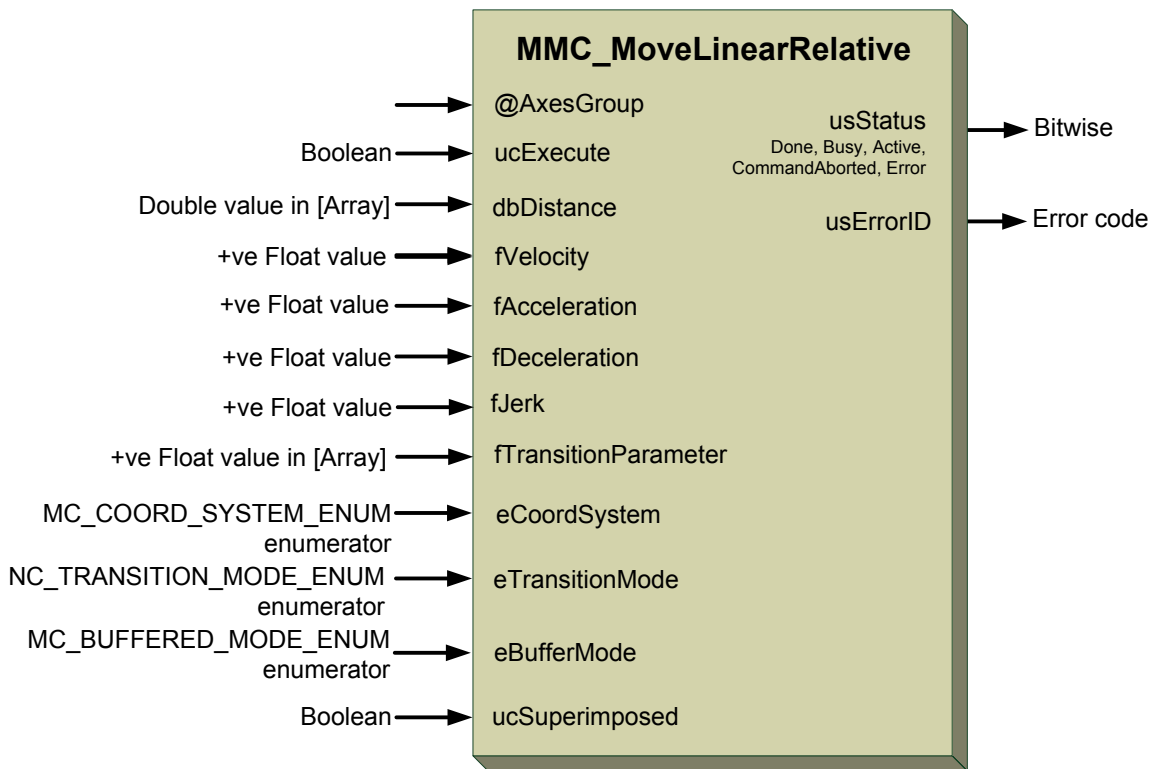 MMC_MoveLinearRelative
@AxesGroup
Boolean
ucExecute
Double value in [Array]
dbDistance
+ve Float value
fVelocity
+ve Float value
fAcceleration
+ve Float value
fDeceleration
+ve Float value
fJerk
+ve Float value in [Array]
fTransitionParameter
MC_COORD_SYSTEM_ENUM
enumerator
eCoordSystem
NC_TRANSITION_MODE_ENUM
enumerator
eTransitionMode
MC_BUFFERED_MODE_ENUM
enumerator
eBufferMode
Boolean
ucSuperimposed
usStatus
Done, Busy, Active,
CommandAborted, Error
Bitwise
usErrorID
Error code